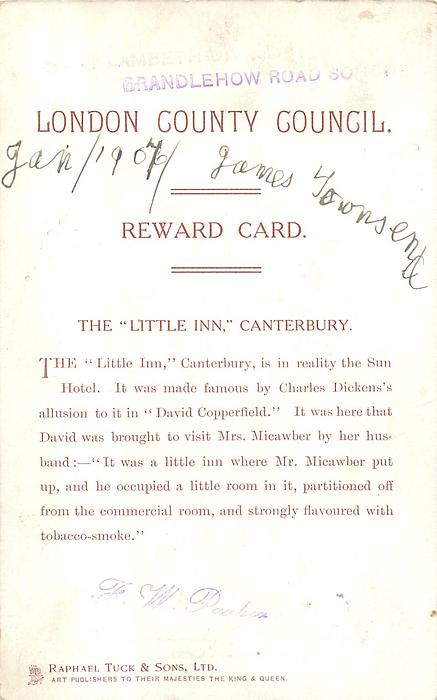 BRANDLEHOW ROAD
LONDON COUNTY COUNCIL.
Jan/1907/ James Townsend
REWARD CARD.
THE "LITTLE INN," CANTERBURY.
THE "Little Inn," Canterbury, is in reality the Sun
Hotel. It was made famous by Charles Dickens's
allusion to it in "David Copperfield." It was here that
David was brought to visit Mrs. Micawber by her hus-
band:—"It was a little inn where Mr. Micawber put
up, and he occupied a little room in it, partitioned off
from the commercial room, and strongly flavoured with
tobacco-smoke."
W.
RAPHAEL TUCK & SONS, LTD.
ART PUBLISHERS TO THEIR MAJESTIES THE KING & QUEEN.